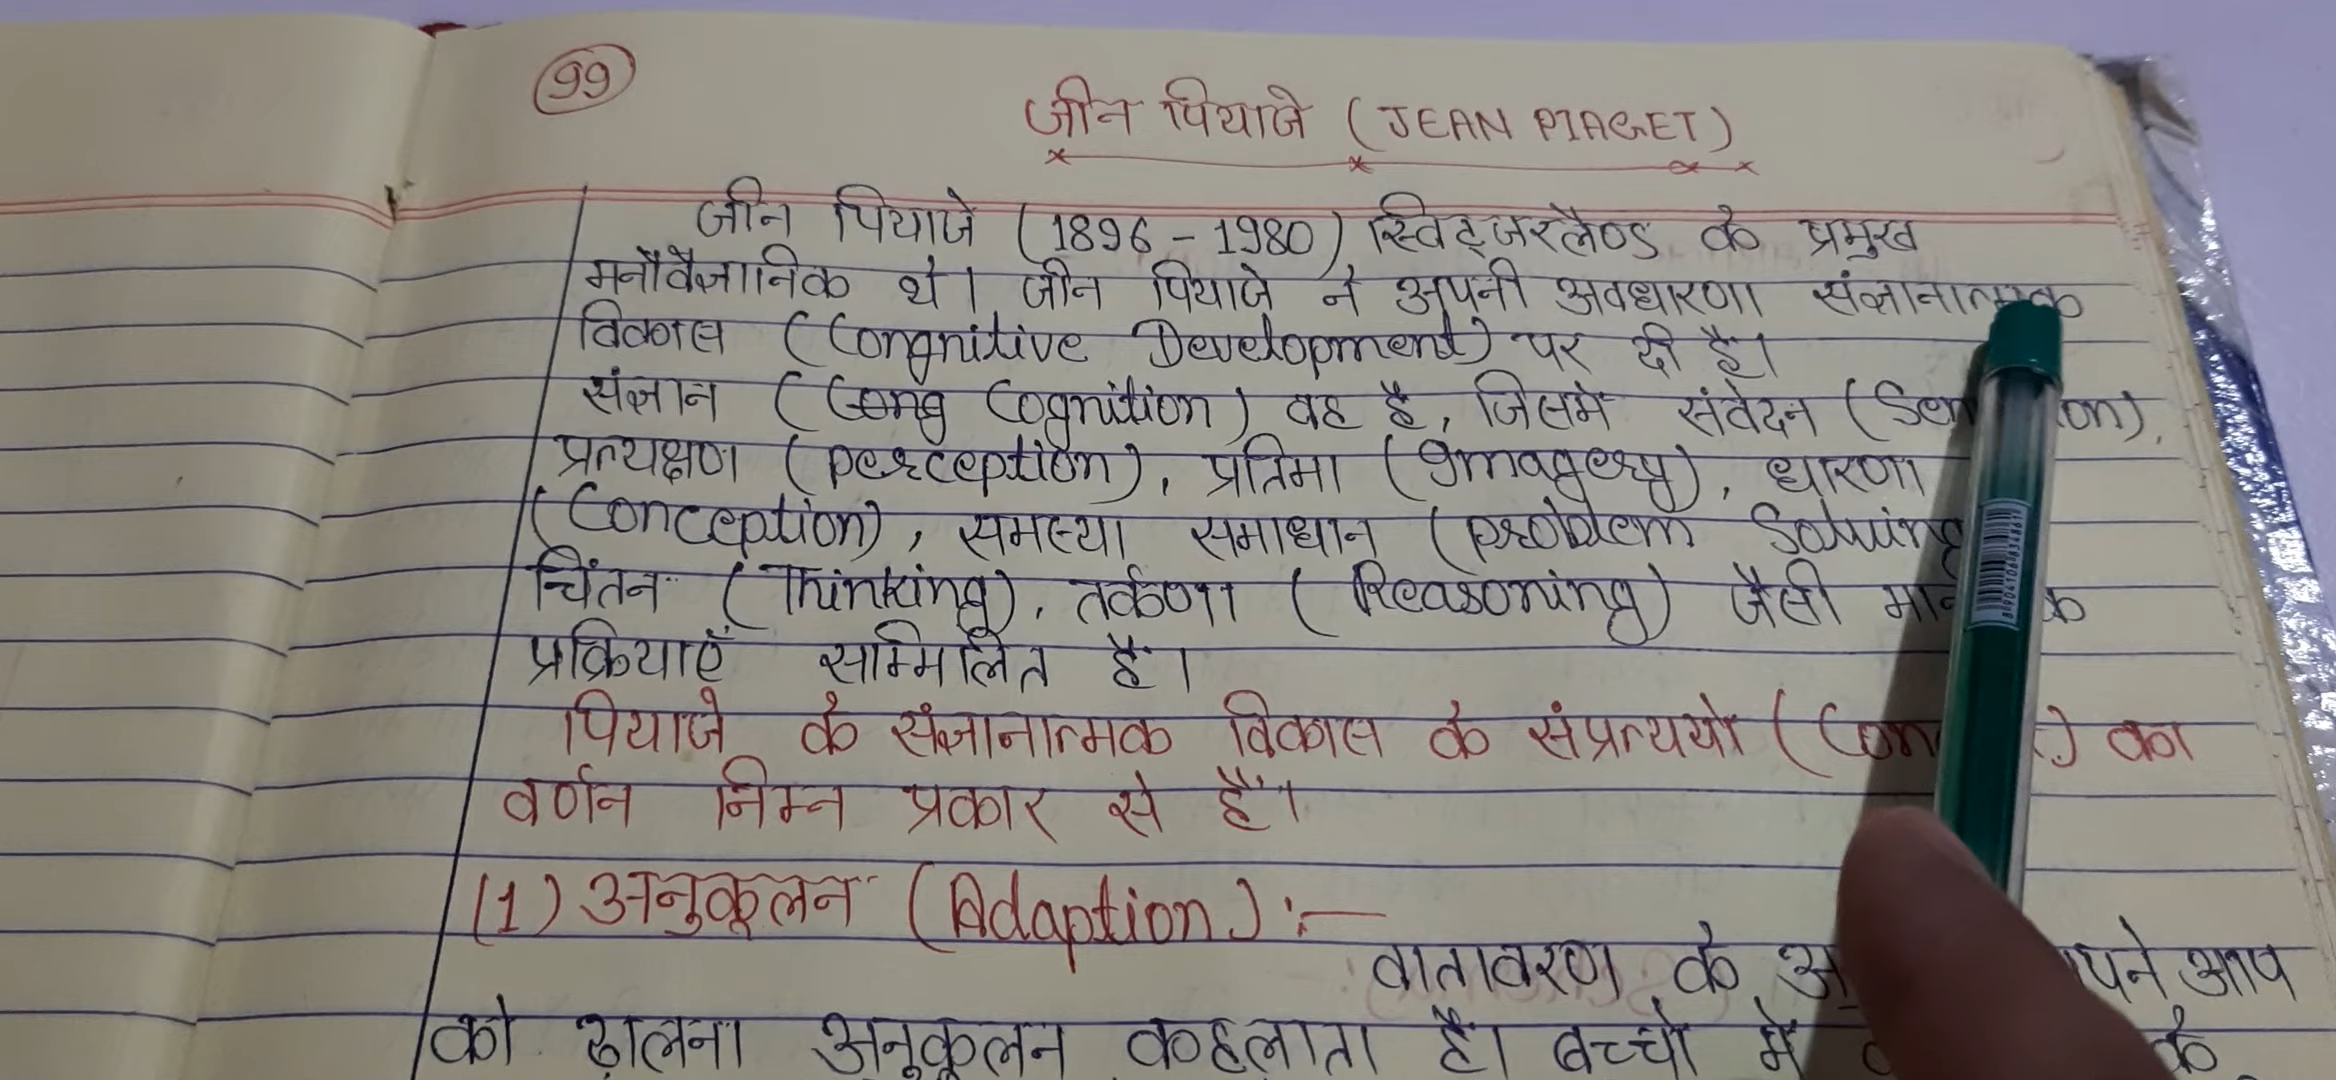 99
जीन पियाजे (JEAN PIAGET)
जीन पियाजे (1896-1980) स्विट्जरलैण्ड के प्रमुख
मनोवैज्ञानिक थे। जीन पियाजे ने अपनी अवधारणा संज्ञानात्मक
विकास (Congnitive Development) पर दी है।
संज्ञान (Cong Cognition) वह है, जिसमे संवेदन
प्रत्यक्षण (perception), प्रतिमा (Imagery), धारणा
(Conception), समस्या समाधान (problem Solving
चिंतन (Thinking), तर्कणा (Reasoning) जैसी
प्रक्रियाएँ सम्मिलित है।
पियाजे के संज्ञानात्मक विकास के संप्रत्ययों का
वर्णन निम्न प्रकार से हैं।
(1) अनुकूलन (Adaption) :-
वातावरण के आप
को ढालना अनुकूलन कहलाता है। बच्चों में के